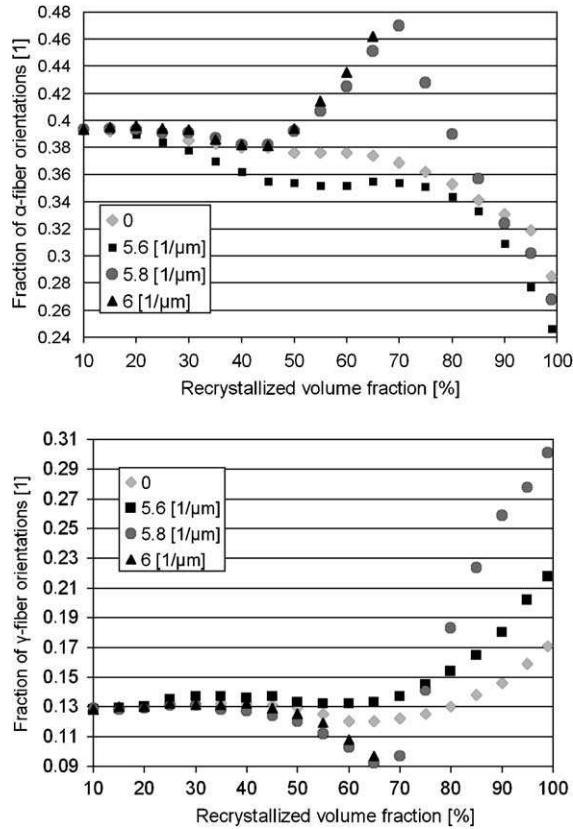 Fraction of α-fiber orientations [1]
0.48
0.46
0.44
0.42
0.4
0.38
0.36
0.34
0.32
0.3
0.28
0.26
0.24
0
5.6 [1/µm]
5.8 [1/µm]
6 [1/µm]
10 20 30 40 50 60 70 80 90 100
Recrystallized volume fraction [%]
Fraction of γ-fiber orientations [1]
0.31
0.29
0.27
0.25
0.23
0.21
0.19
0.17
0.15
0.13
0.11
0.09
0
5.6 [1/µm]
5.8 [1/µm]
6 [1/µm]
10 20 30 40 50 60 70 80 90 100
Recrystallized volume fraction [%]